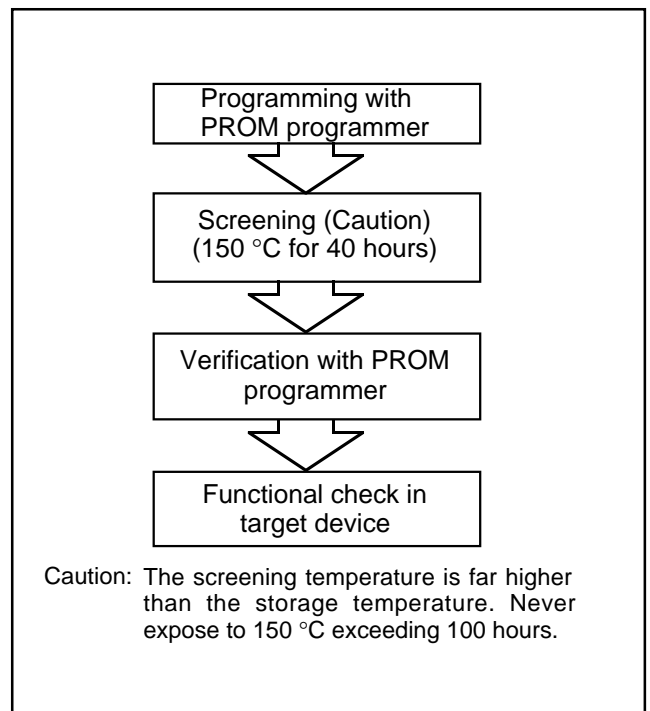 Programming with
PROM programmer
Screening (Caution)
(150 °C for 40 hours)
Verification with PROM
programmer
Functional check in
target device
Caution: The screening temperature is far higher
than the storage temperature. Never
expose to 150 °C exceeding 100 hours.